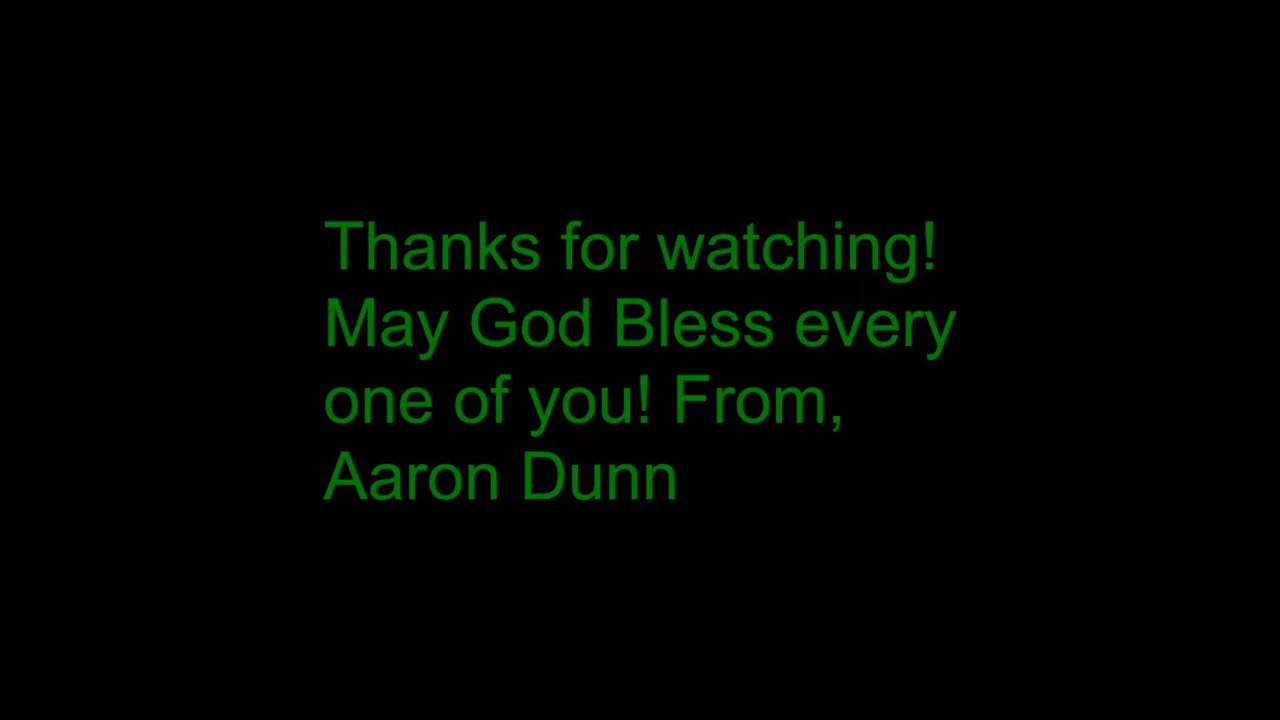 Thanks for watching!
May God Bless every
one of you! From,
Aaron Dunn